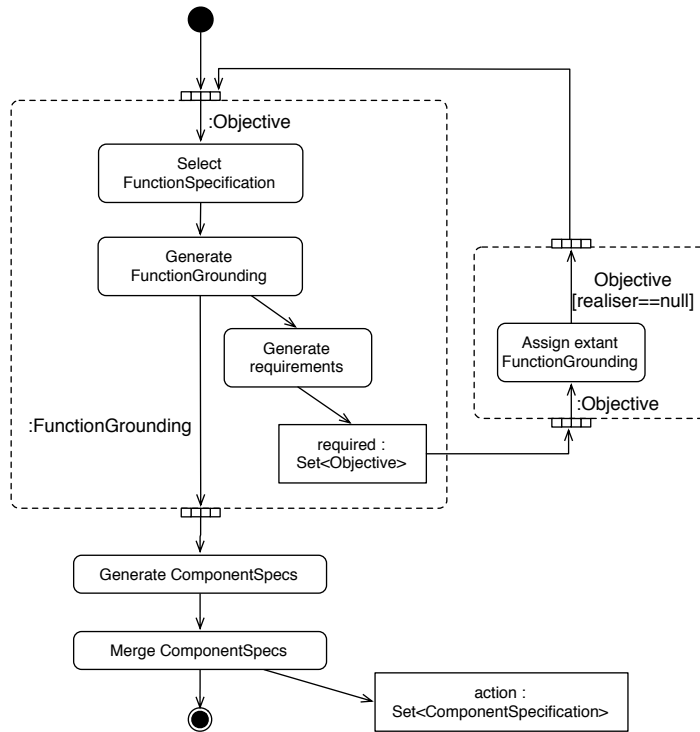 :Objective
Select
FunctionSpecification
Generate
FunctionGrounding
Generate
requirements
:FunctionGrounding
required :
Set<Objective>
Objective
[realiser==null]
Assign extant
FunctionGrounding
:Objective
Generate ComponentSpecs
Merge ComponentSpecs
action :
Set<ComponentSpecification>